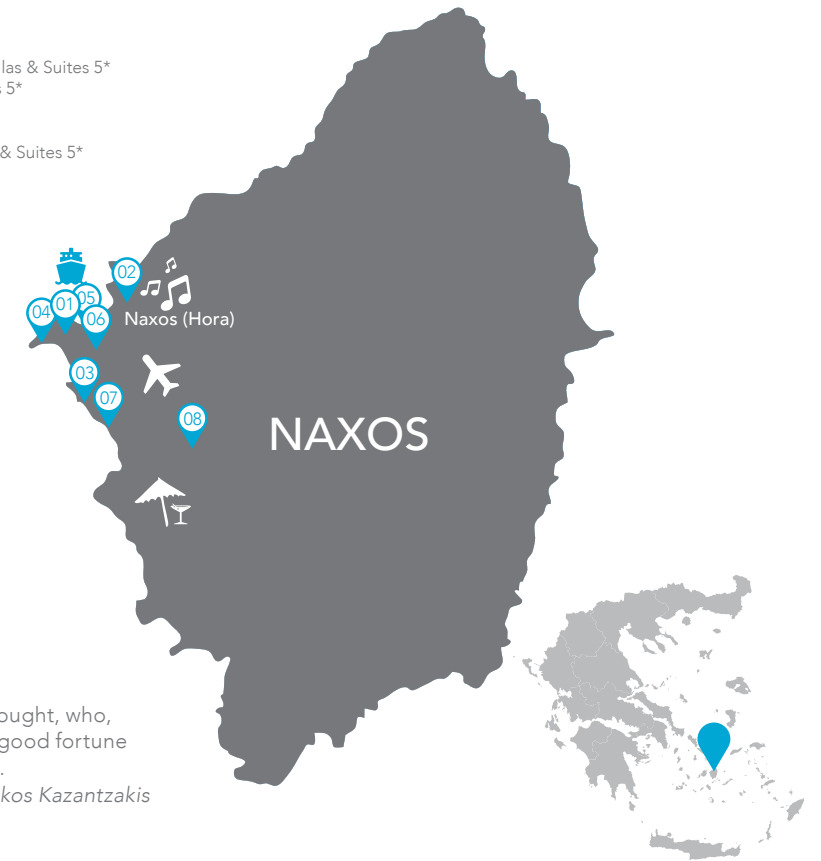 las & Suites 5*
s 5*
& Suites 5*
02
04
01
05
06
Naxos (Hora)
03
07
08
NAXOS
ought, who,
good fortune
.
kos Kazantzakis